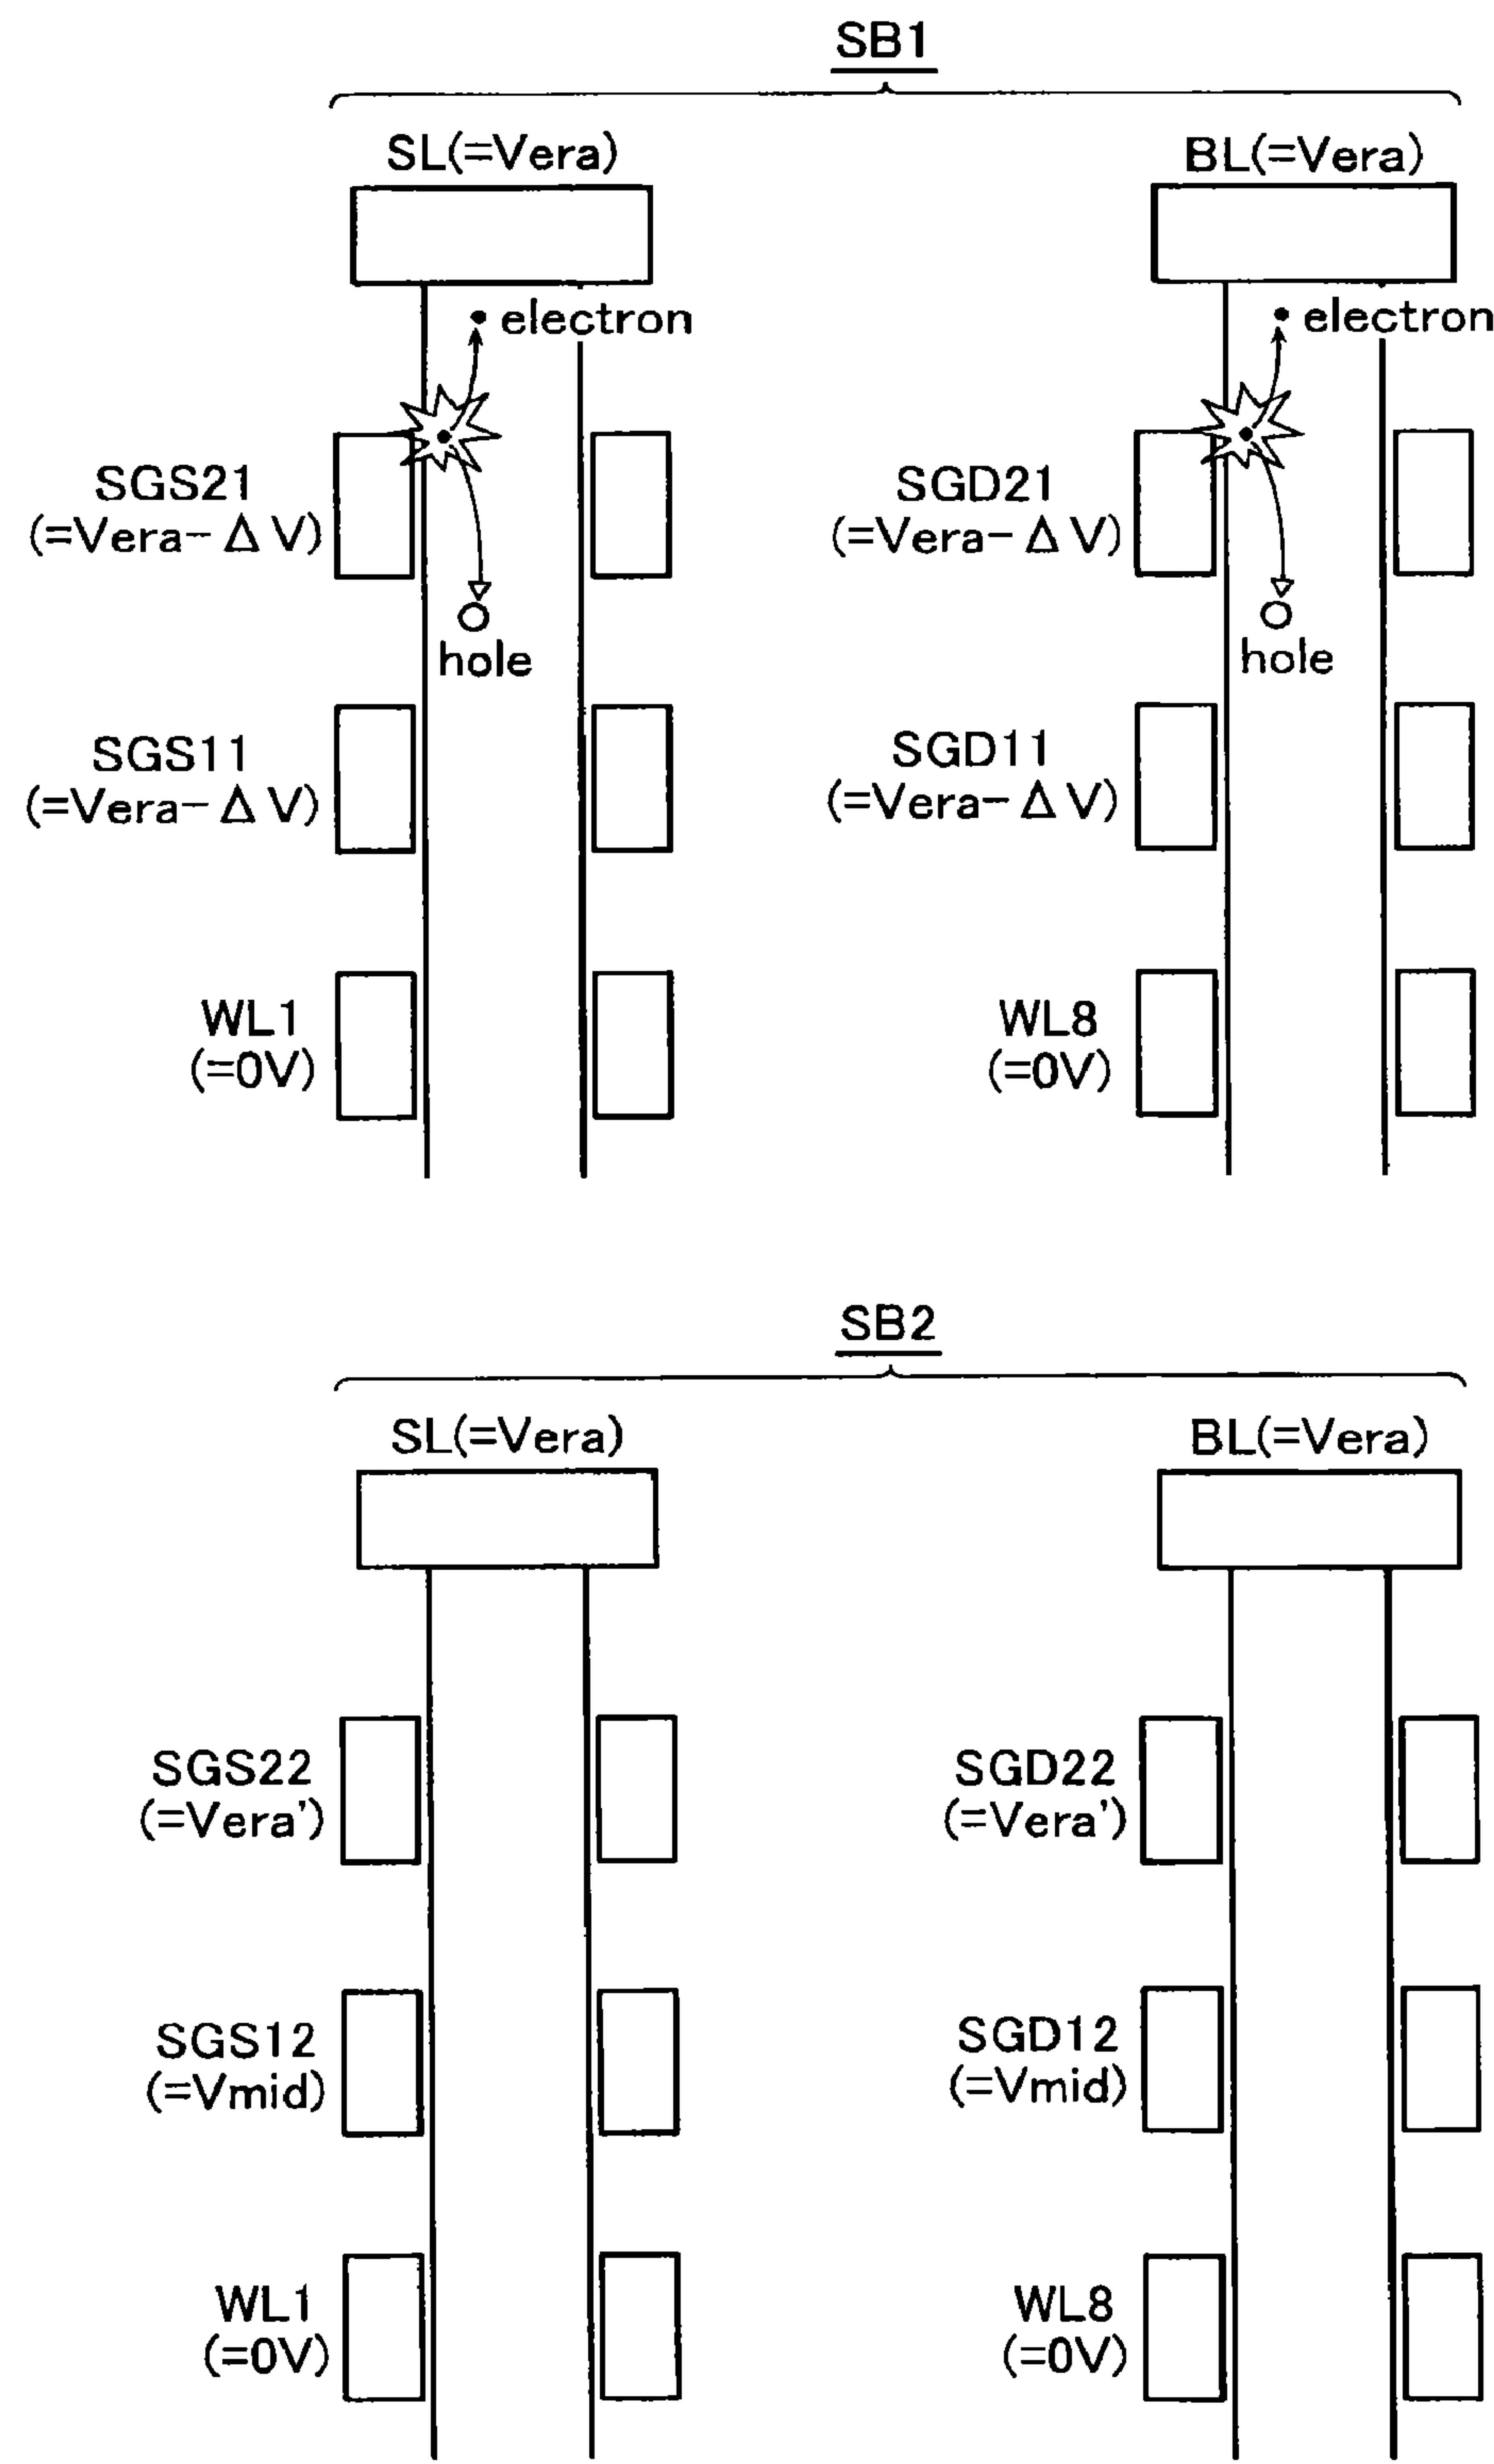 SB1
SL(=Vera)
BL(=Vera)
electron
electron
SGS21
(=Vera-ΔV)
SGD21
(=Vera-ΔV)
hole
hole
SGS11
(=Vera-ΔV)
SGD11
(=Vera-ΔV)
WL1
(=0V)
WL8
(=0V)
SB2
SL(=Vera)
BL(=Vera)
SGS22
(=Vera')
SGD22
(=Vera')
SGS12
(=Vmid)
SGD12
(=Vmid)
WL1
(=0V)
WL8
(=0V)